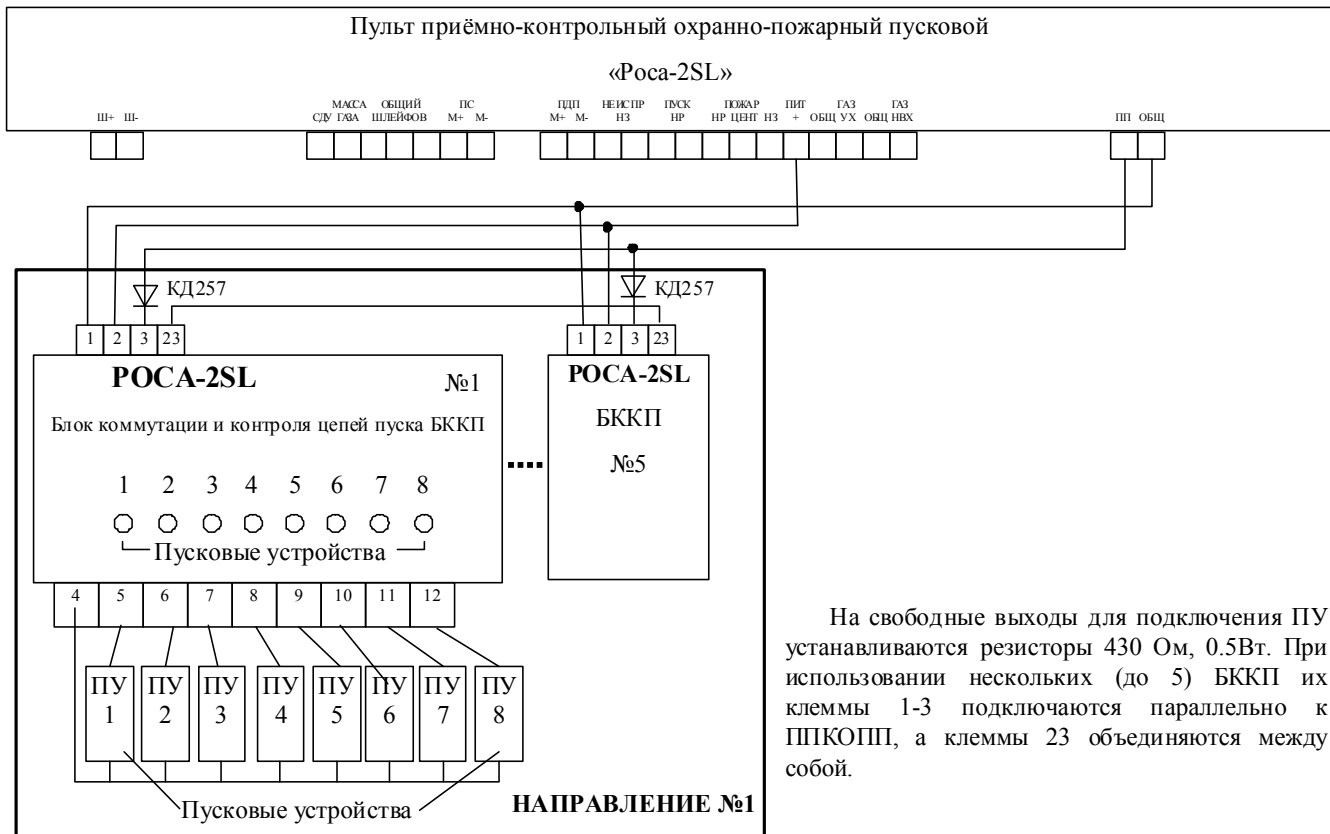 Пульт приёмно-контрольный охранно-пожарный пусковой
«Роса-2SL»
МАССА ОБЩИЙ ПС ПДП НЕИСПР ПУСК ПОЖАР ПИТ ГАЗ ГАЗ
Ш+ Ш- СДУ ГАЗА ШЛЕЙФОВ М+ М- М+ М- НЗ НР НР ЦЕНТ НЗ + ОБЩ УХ ОБЩ НВХ ПП ОБЩ
КД257 КД257
1 2 3 23 1 2 3 23
РОСА-2SL №1
Блок коммутации и контроля цепей пуска БККП
1 2 3 4 5 6 7 8
Пусковые устройства
РОСА-2SL
БККП
№5
4 5 6 7 8 9 10 11 12
ПУ ПУ ПУ ПУ ПУ ПУ ПУ ПУ
1 2 3 4 5 6 7 8
Пусковые устройства
НАПРАВЛЕНИЕ №1
На свободные выходы для подключения ПУ
устанавливаются резисторы 430 Ом, 0.5Вт. При
использовании нескольких (до 5) БККП их
клеммы 1-3 подключаются параллельно к
ППКОПП, а клеммы 23 объединяются между
собой.